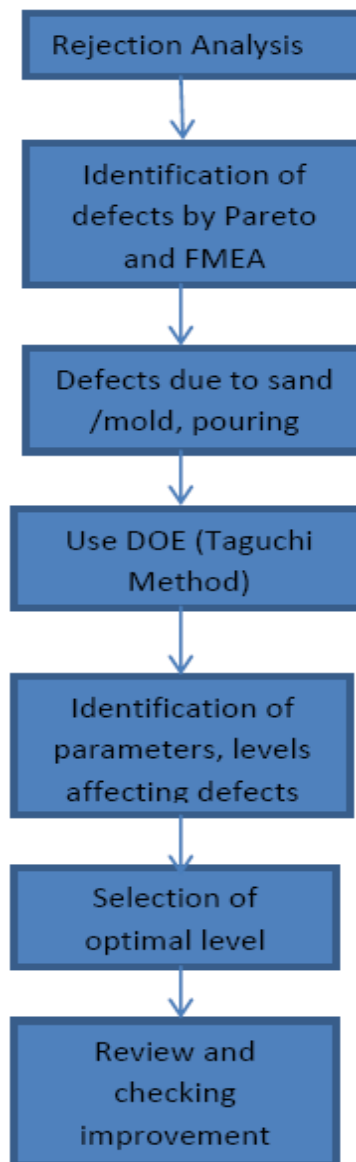 Rejection Analysis
Identification of
defects by Pareto
and FMEA
Defects due to sand
/mold, pouring
Use DOE (Taguchi
Method)
Identification of
parameters, levels
affecting defects
Selection of
optimal level
Review and
checking
improvement